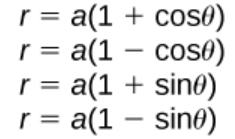 r = a(1 + cosθ)
r = a(1 − cosθ)
r = a(1 + sinθ)
r = a(1 − sinθ)